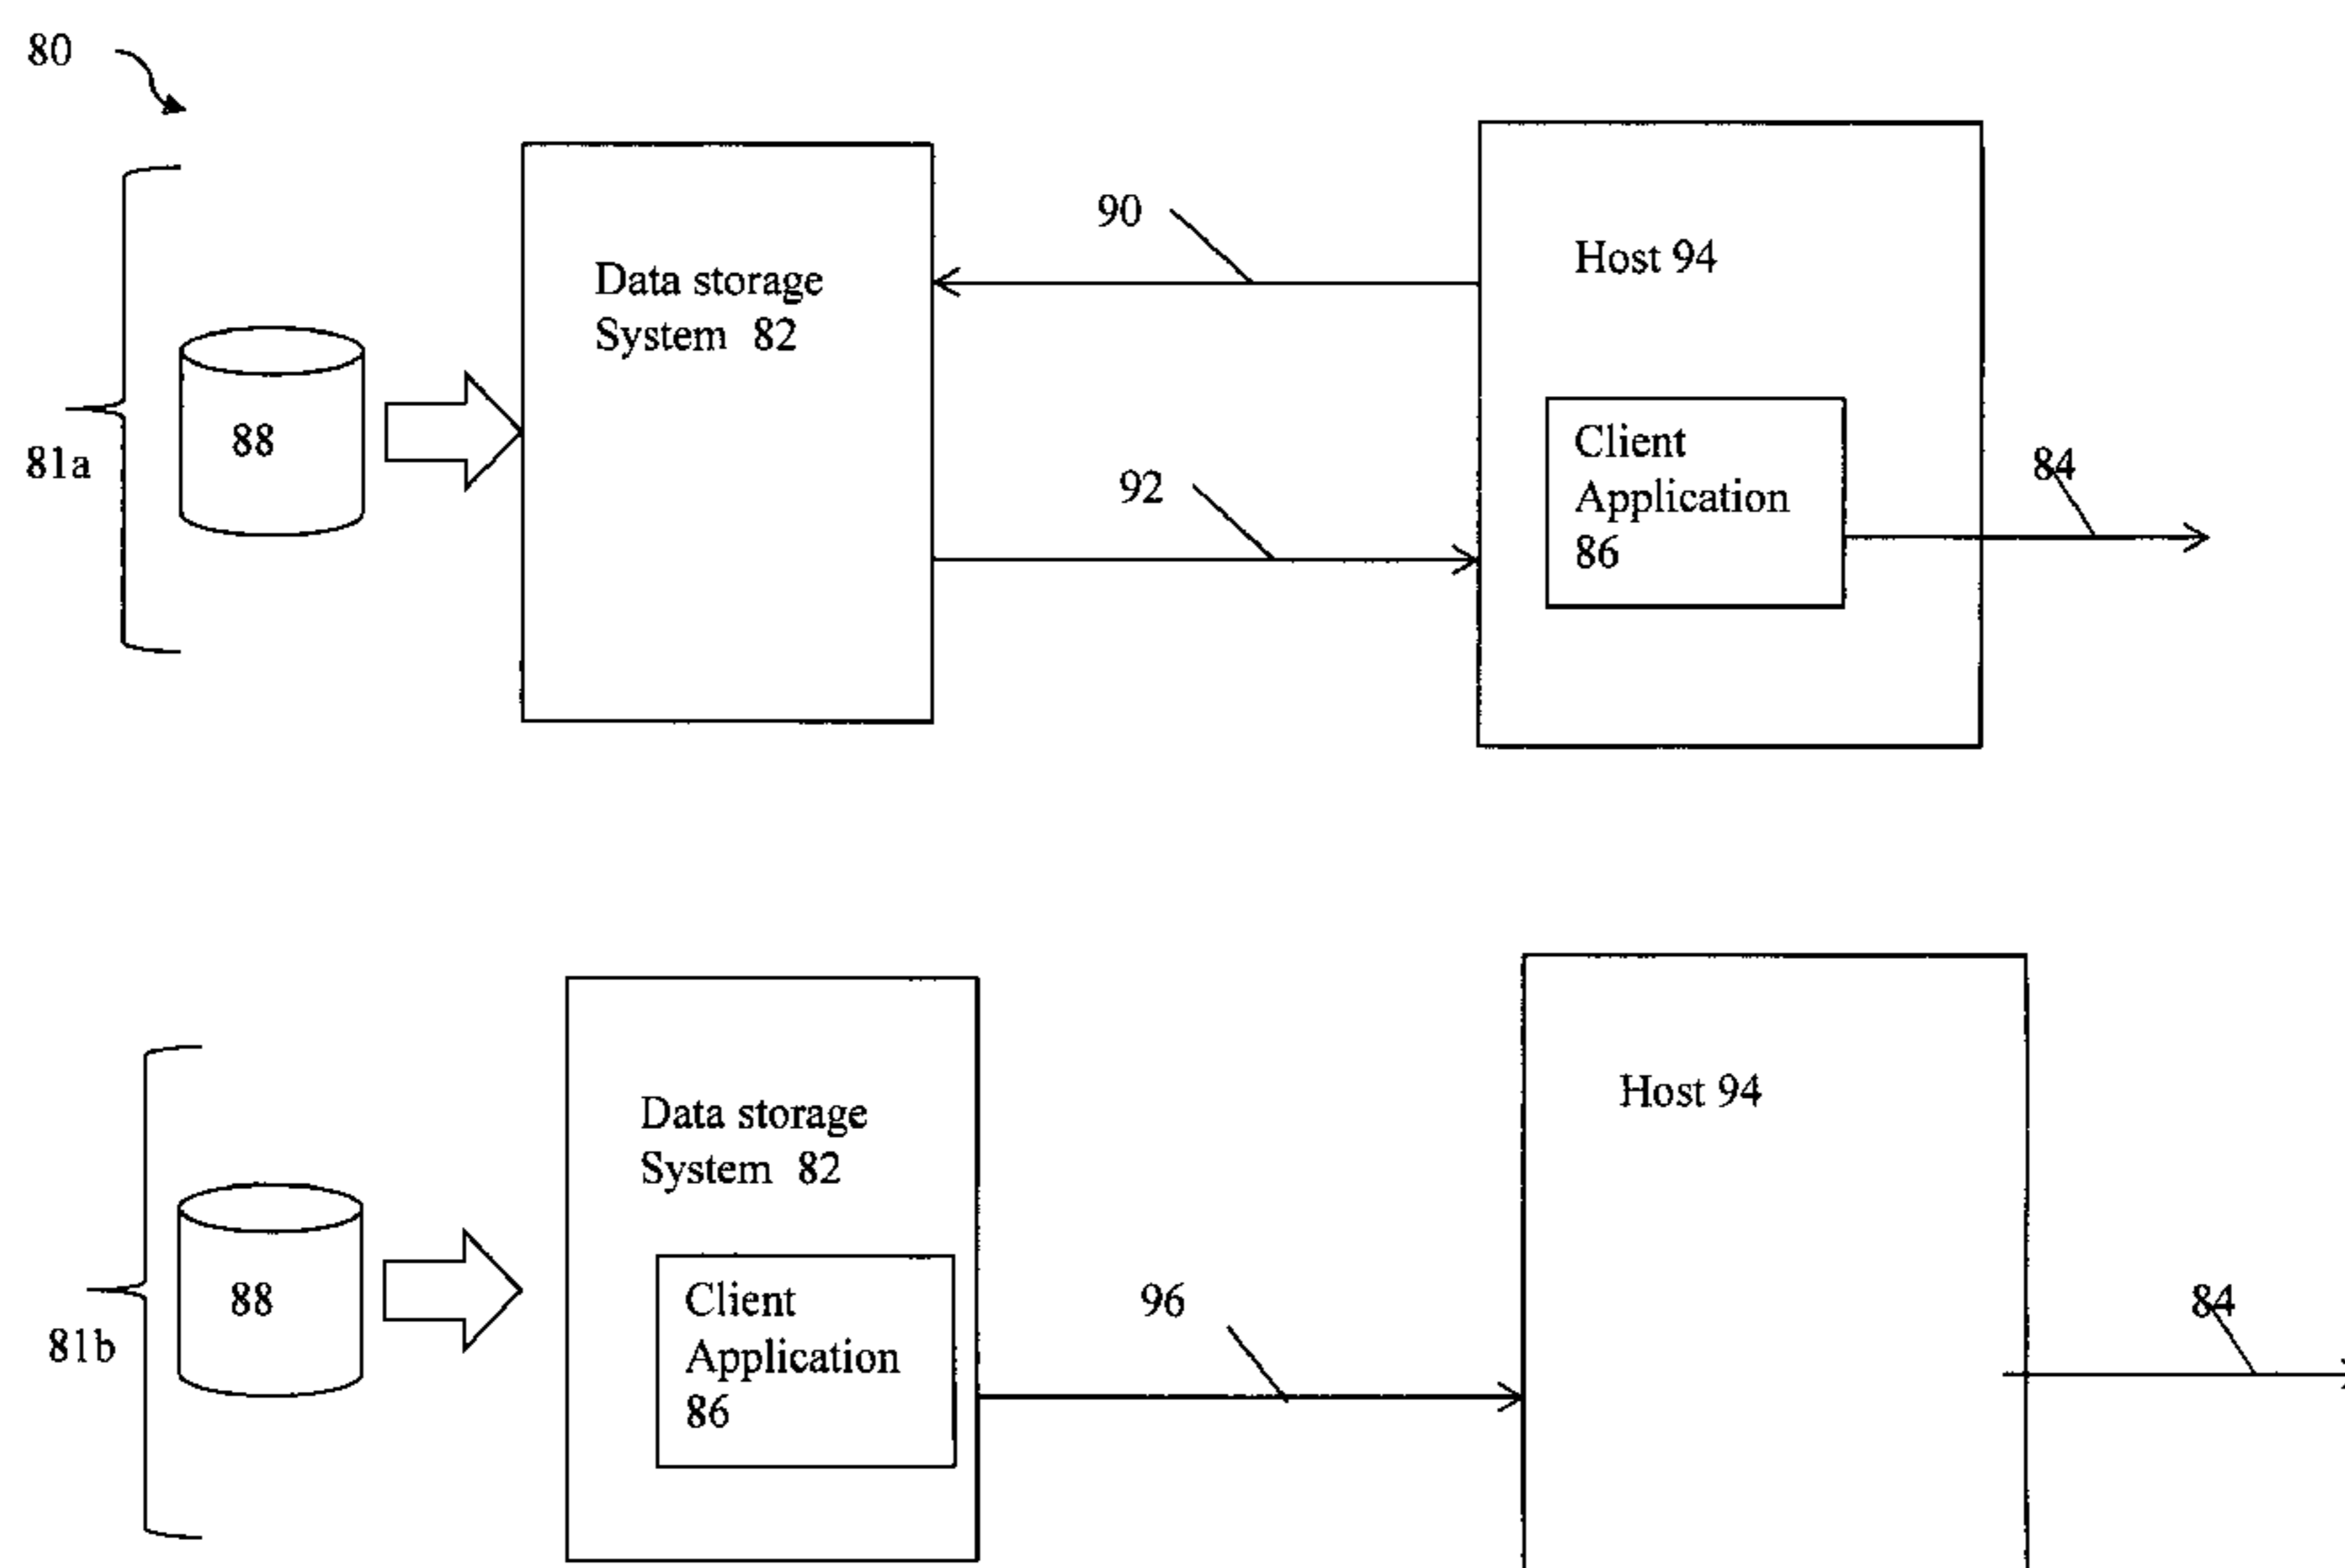 80
90
Data storage
System 82
Host 94
88
81a
92
Client
Application
86
84
Data storage
System 82
Host 94
88
81b
Client
Application
86
96
84